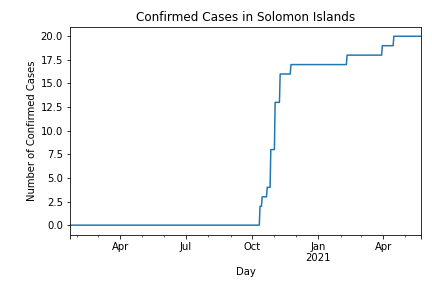 Confirmed Cases in Solomon Islands
Number of Confirmed Cases
20.0
17.5
15.0
12.5
10.0
7.5
5.0
2.5
0.0
Apr
Jul
Oct
Jan
2021
Apr
Day